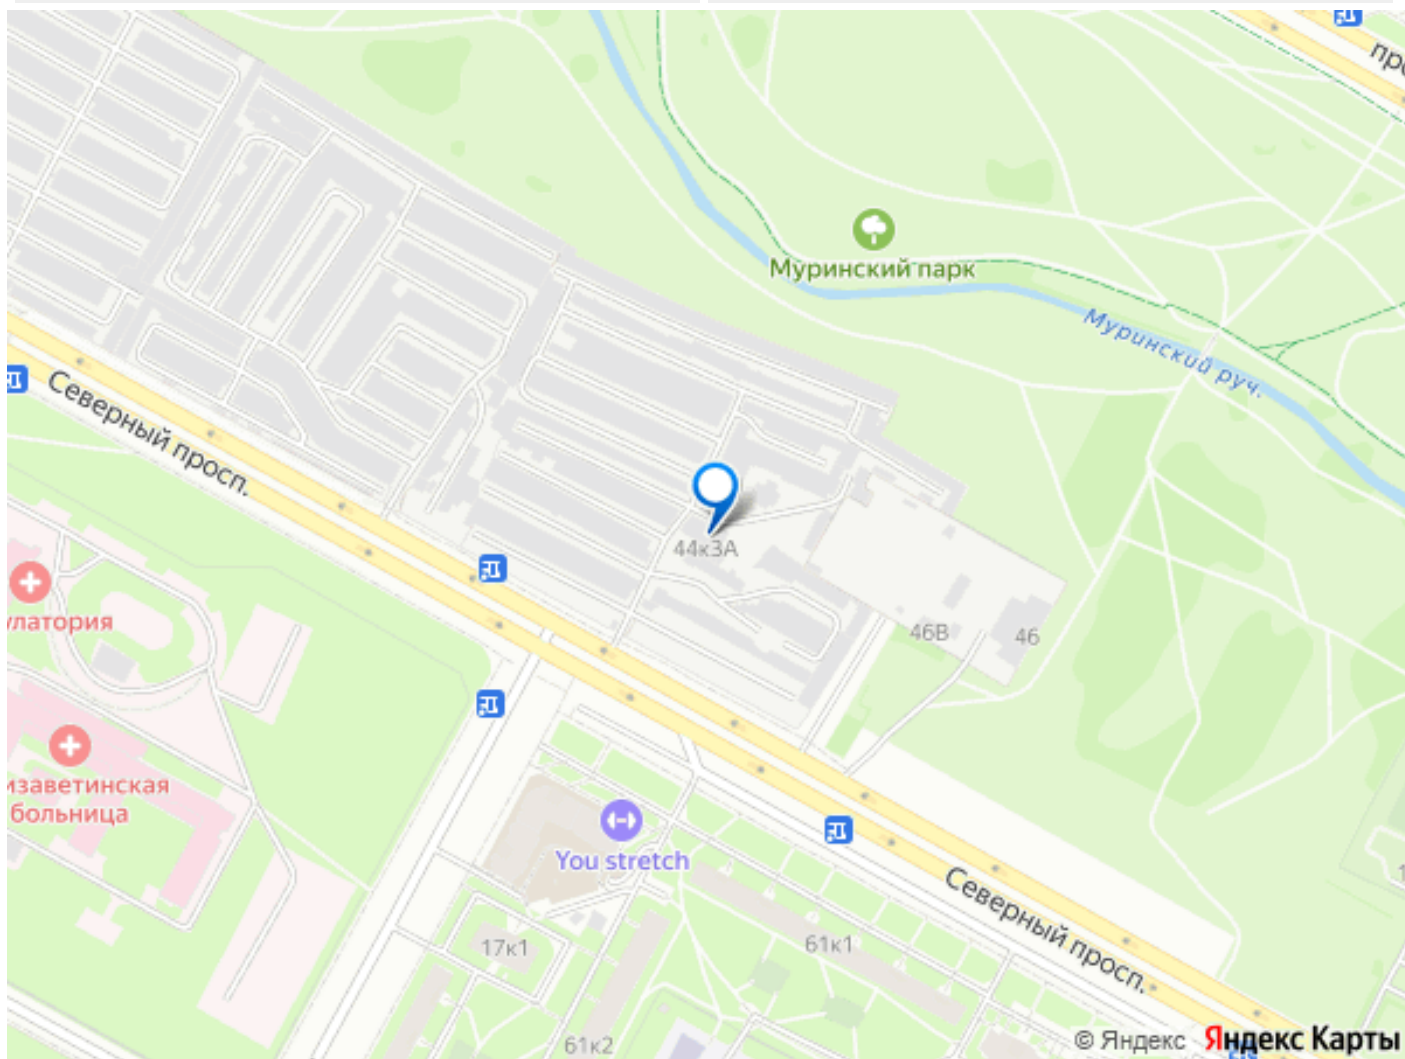 Муринский парк
Муринский руч.
Северный просп.
44к3А
46В
46
изаветинская
больница
You stretch
Северный просп.
17к1
61к1
61к2
© Яндекс Яндекс Карты